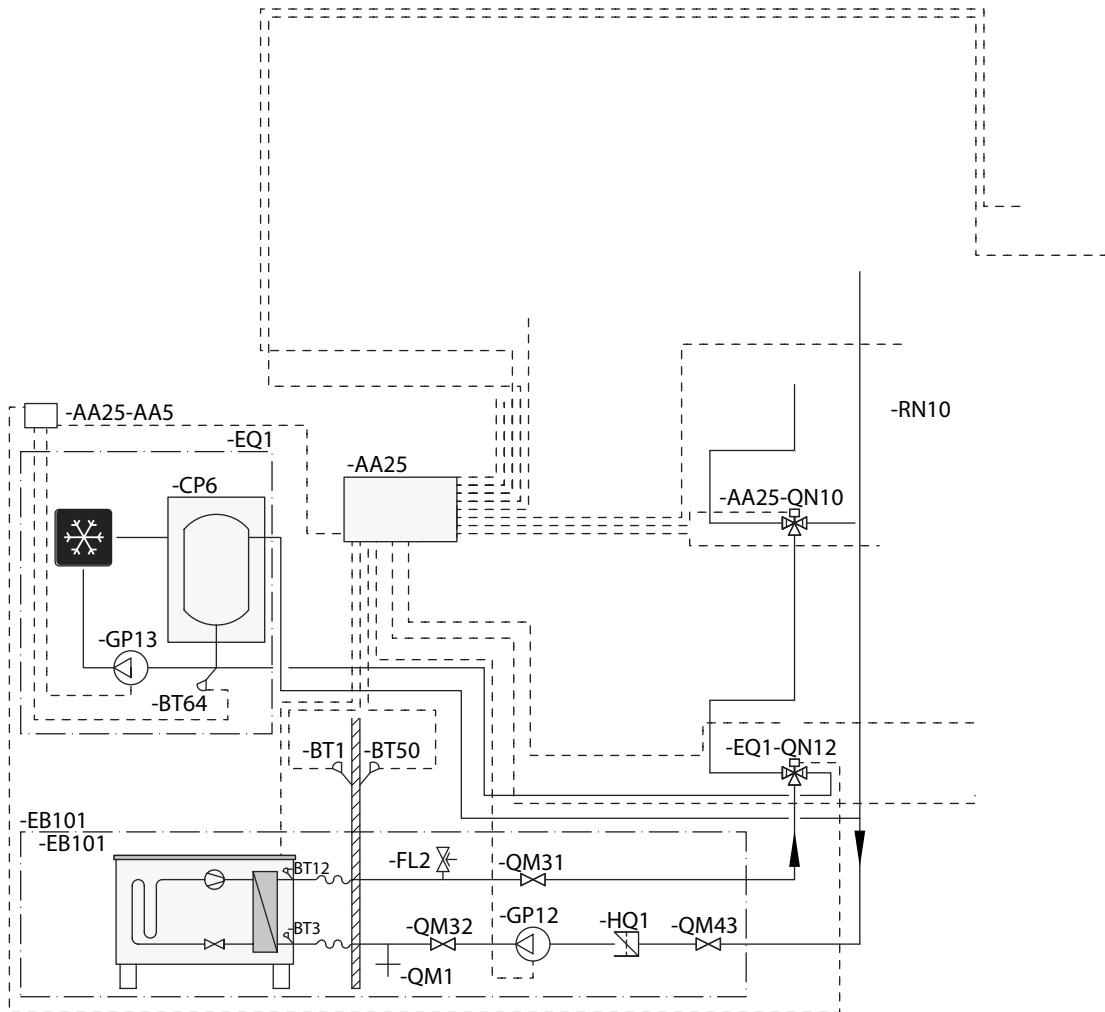 -AA25-AA5
-RN10
-EQ1
-AA25
-CP6
-AA25-QN10
-GP13
-BT64
-BT1
-BT50
-EQ1-QN12
-EB101
-EB101
-FL2
-QM31
-BT12
-GP12
-HQ1
-QM43
-QM32
-BT3
-QM1